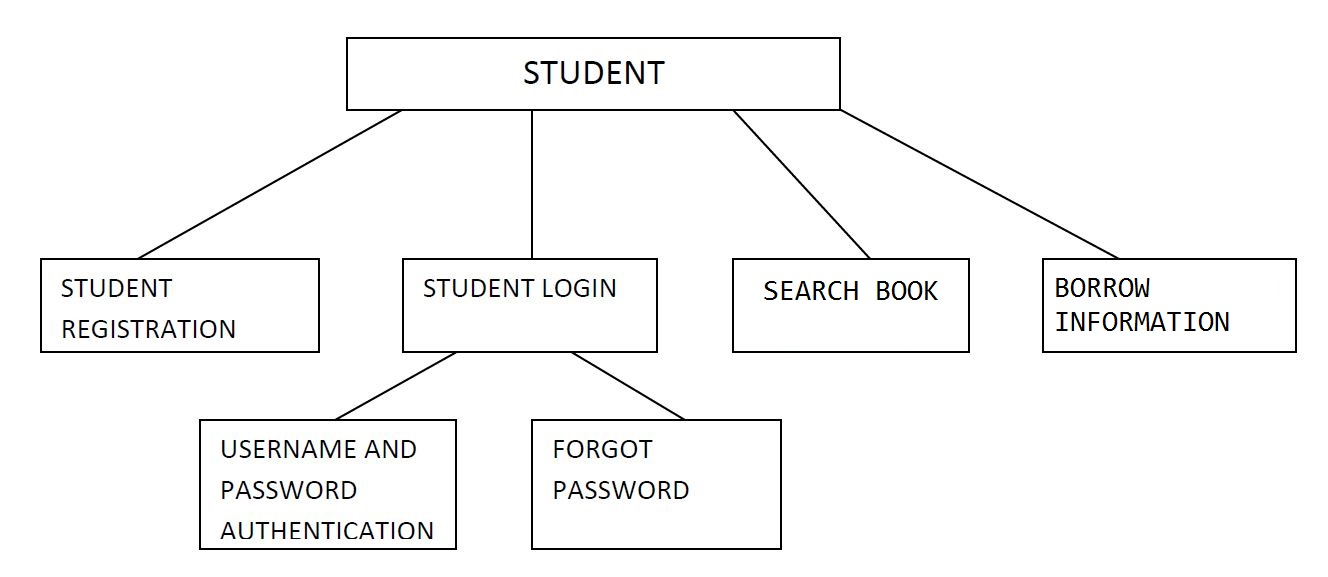 STUDENT
STUDENT
REGISTRATION
STUDENT LOGIN
SEARCH BOOK
BORROW
INFORMATION
USERNAME AND
PASSWORD
AUTHENTICATION
FORGOT
PASSWORD